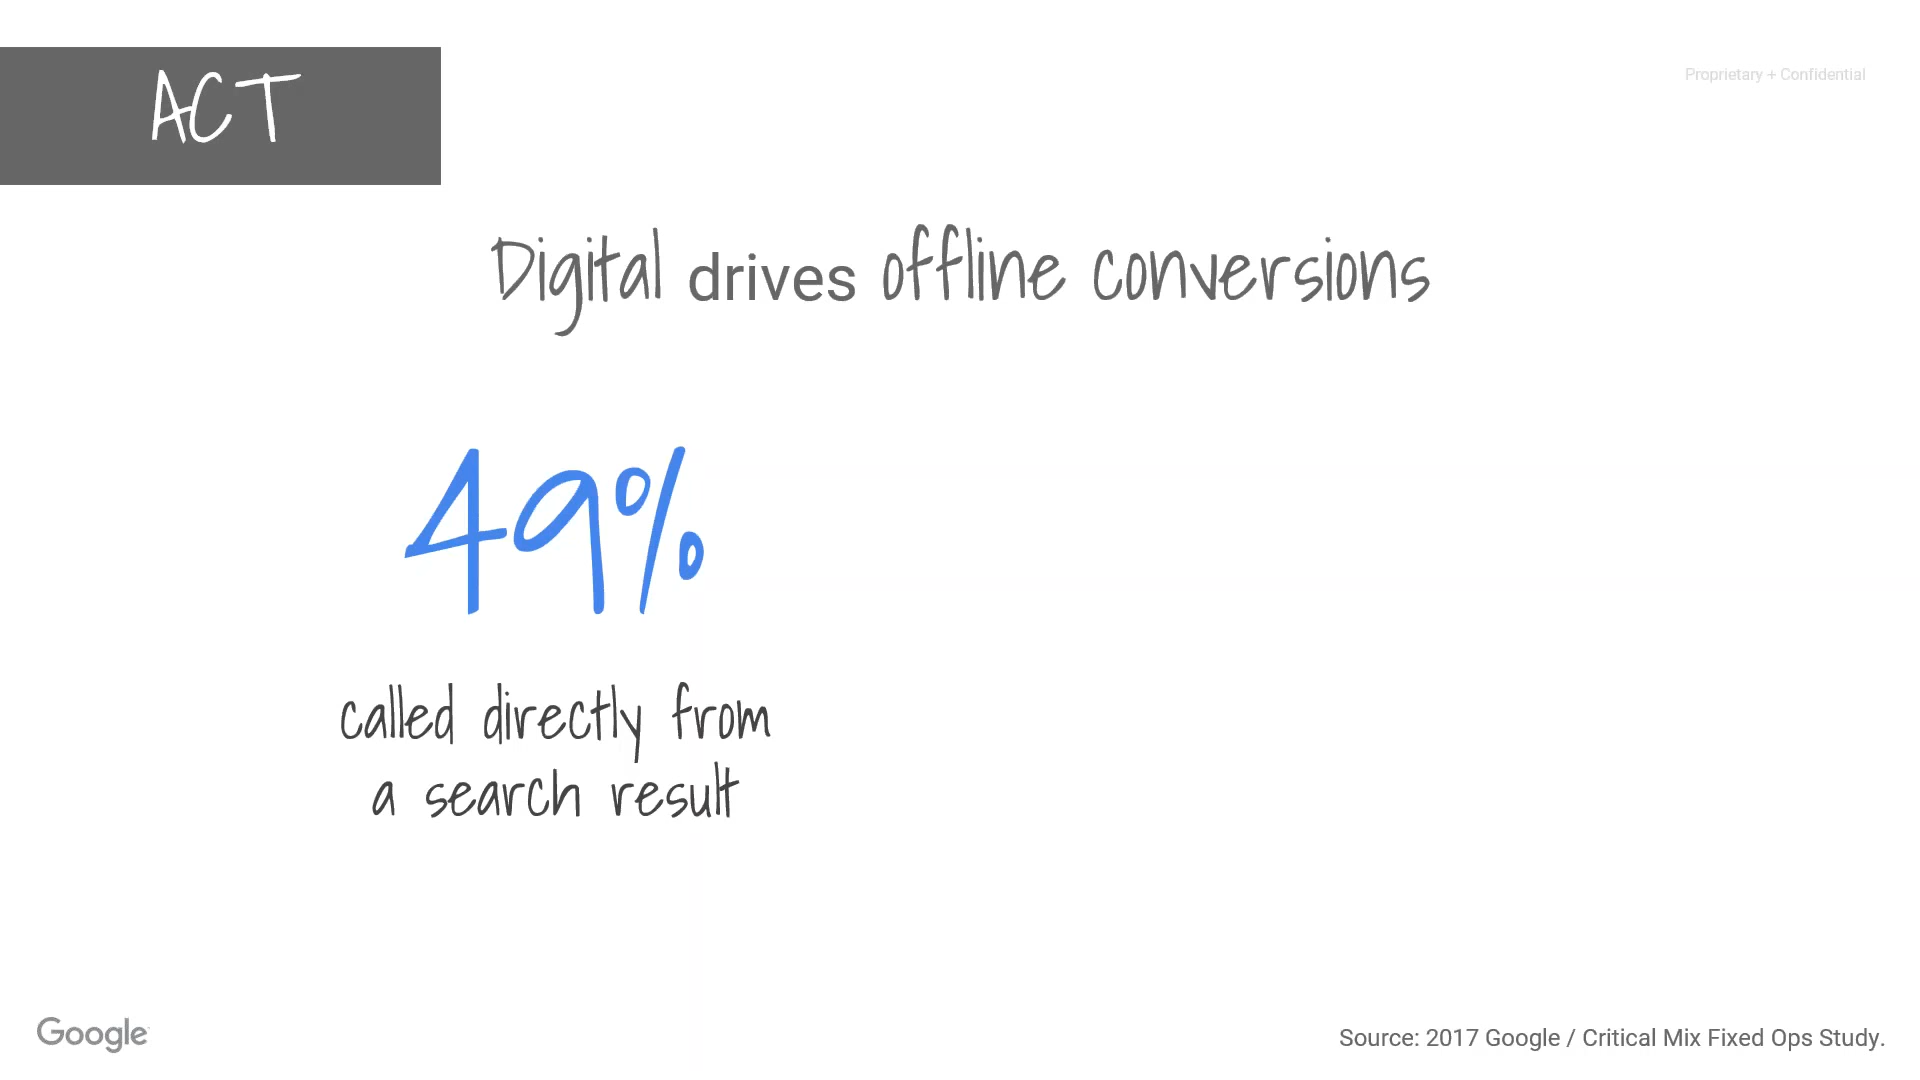 ACT
Proprietary + Confidential
Digital drives offline conversions
49%
called directly from
a search result
Google
Source: 2017 Google / Critical Mix Fixed Ops Study.